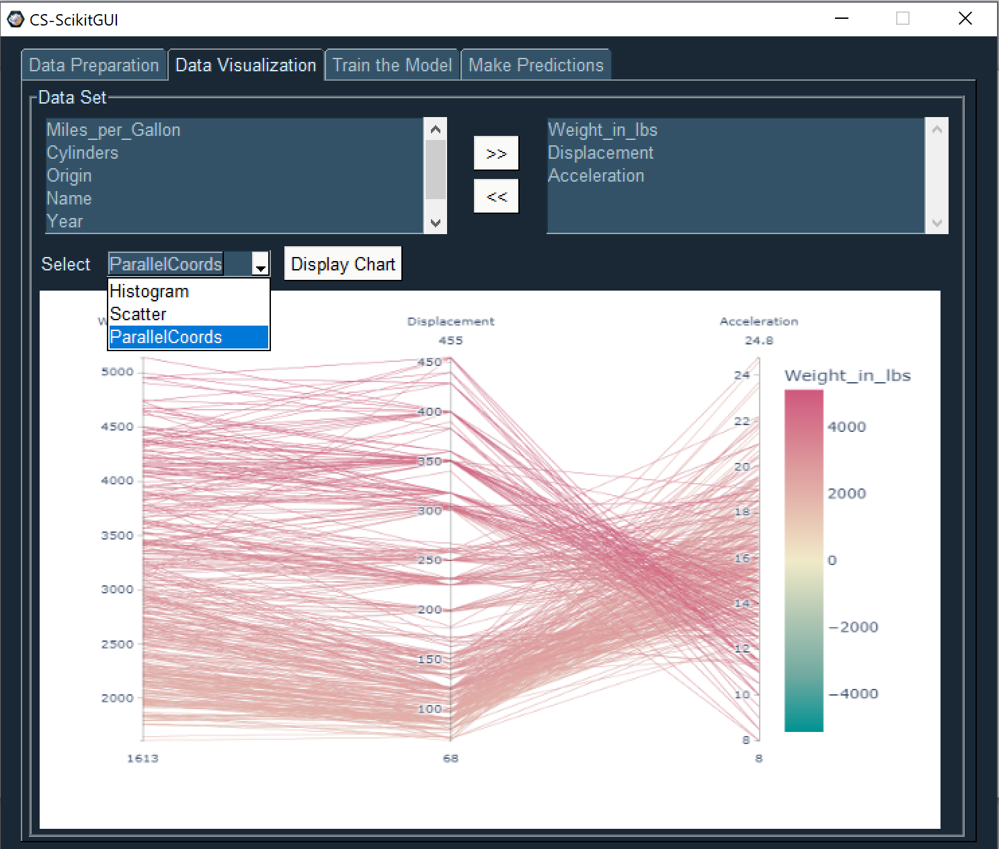 CS-ScikitGUI
Data Preparation Data Visualization Train the Model Make Predictions
Data Set
Miles_per_Gallon
Cylinders
Origin
Name
Year
>>
<<
Weight_in_lbs
Displacement
Acceleration
Select ParallelCoords Display Chart
Histogram
Scatter
ParallelCoords
Displacement Acceleration
455 24.8
5000
4500
4000
3500
3000
2500
2000
1613
450
400
350
300
250
200
150
100
68
24
22
20
18
16
14
12
10
8
8
Weight_in_lbs
4000
2000
0
−2000
−4000